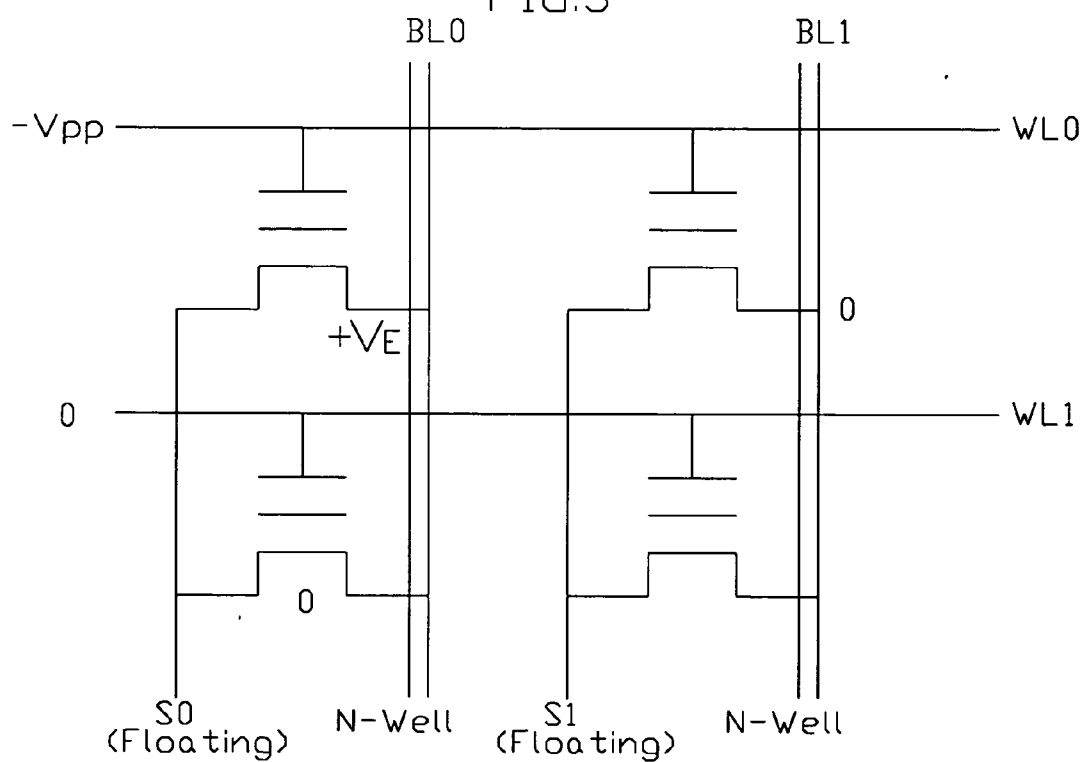 BL0 BL1
-Vpp WL0
+VE 0
0 WL1
0
S0 N-Well S1 N-Well
(Floating) (Floating)